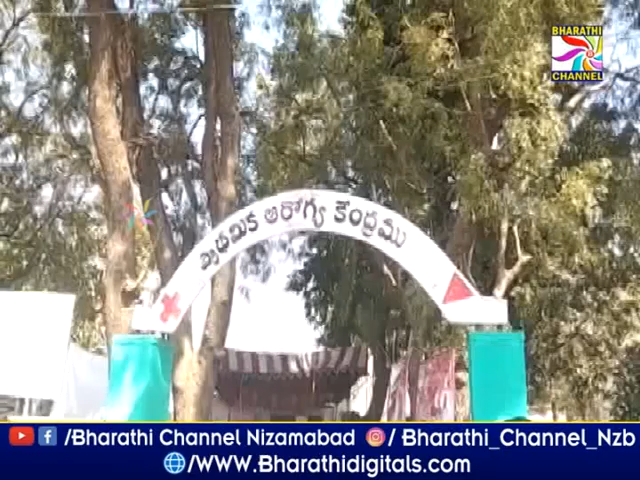 BHARATHI
CHANNEL
ప్రాథమిక ఆరోగ్య కేంద్రము
/Bharathi Channel Nizamabad
/ Bharathi_Channel_Nzb
/WWW.Bharathidigitals.com